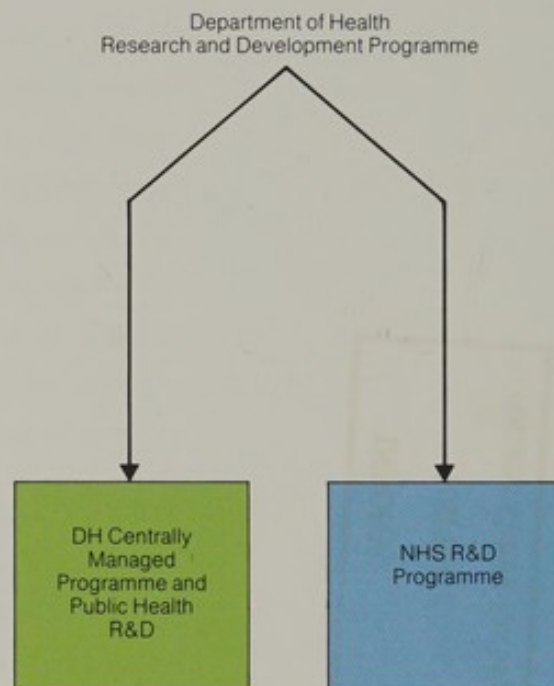 Department of Health
Research and Development Programme
DH Centrally
Managed
Programme and
Public Health
R&D
NHS R&D
Programme